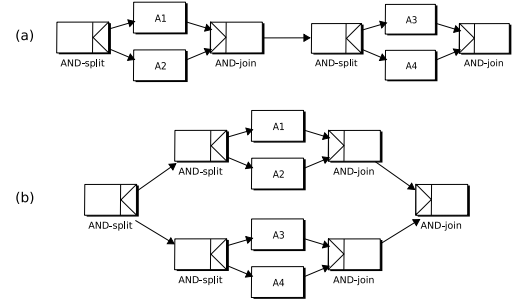 (a)
A1
A2
AND-split
AND-join
A3
A4
AND-split
AND-join
(b)
AND-split
A1
A2
AND-split
AND-join
A3
A4
AND-split
AND-join
AND-join